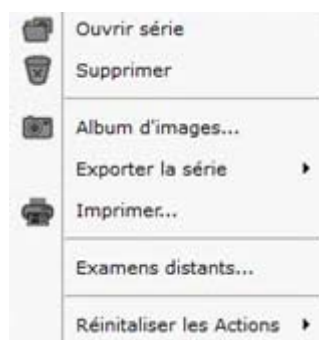 Ouvrir série
Supprimer
Album d'images...
Exporter la série
Imprimer...
Examens distants...
Réinitaliser les Actions